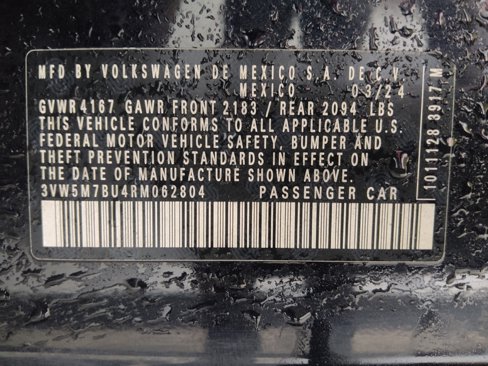 MFD BY VOLKSWAGEN DE MEXICO S.A. DE C.V.
MEXICO 03/24
GVWR 4167 GAWR FRONT 2183 / REAR 2094 LBS
THIS VEHICLE CONFORMS TO ALL APPLICABLE U.S.
FEDERAL MOTOR VEHICLE SAFETY, BUMPER AND
THEFT PREVENTION STANDARDS IN EFFECT ON
THE DATE OF MANUFACTURE SHOWN ABOVE
3VW5M7BU4RM062804 PASSENGER CAR